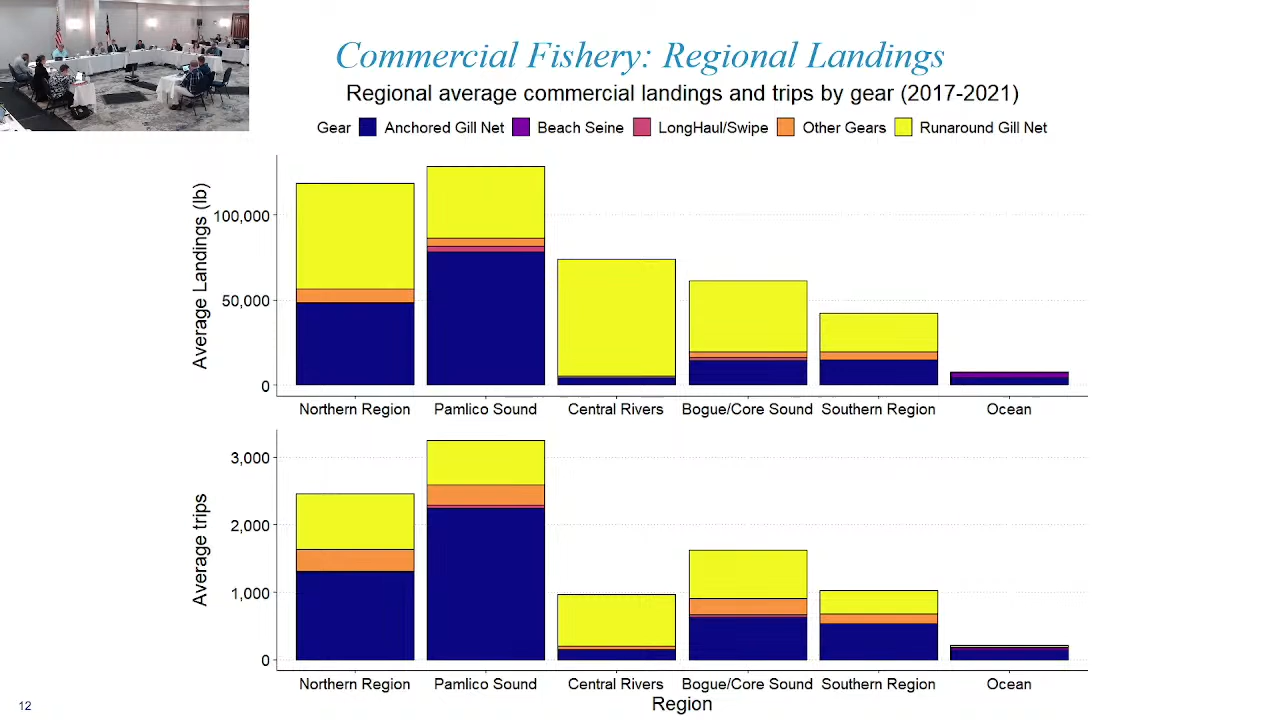 Commercial Fishery: Regional Landings
Regional average commercial landings and trips by gear (2017-2021)
Gear Anchored Gill Net Beach Seine LongHaul/Swipe Other Gears Runaround Gill Net
Average Landings (lb)
100,000
50,000
0
Northern Region Pamlico Sound Central Rivers Bogue/Core Sound Southern Region Ocean
Average trips
3,000
2,000
1,000
0
Northern Region Pamlico Sound Central Rivers Bogue/Core Sound Southern Region Ocean
Region
12